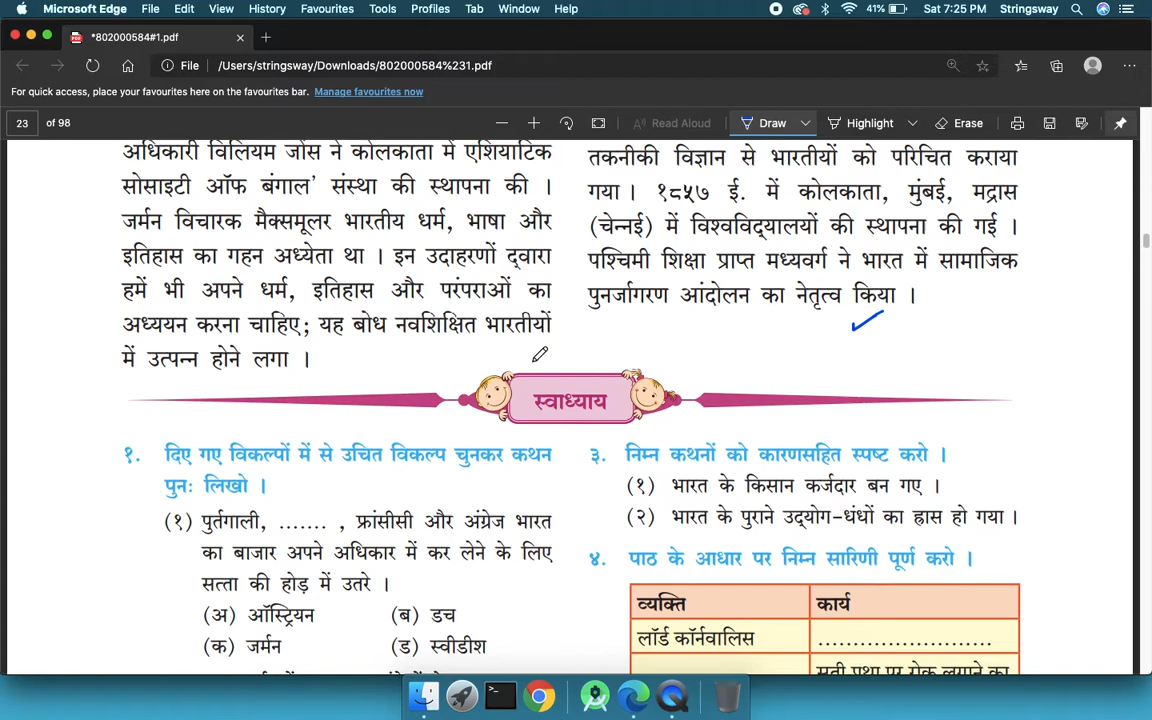 Microsoft Edge File Edit View History Favourites Tools Profiles Tab Window Help 41% Sat 7:25 PM Stringsway
*802000584#1.pdf
File /Users/stringsway/Downloads/802000584%231.pdf
For quick access, place your favourites here on the favourites bar. Manage favourites now
23 of 98 Read Aloud Draw Highlight Erase
अधिकारी विलियम जोंस ने कोलकाता में एशियाटिक
सोसाइटी ऑफ बंगाल’ संस्था की स्थापना की ।
जर्मन विचारक मैक्समूलर भारतीय धर्म, भाषा और
इतिहास का गहन अध्येता था । इन उदाहरणों द्वारा
हमें भी अपने धर्म, इतिहास और परंपराओं का
अध्ययन करना चाहिए; यह बोध नवशिक्षित भारतीयों
में उत्पन्न होने लगा ।
तकनीकी विज्ञान से भारतीयों को परिचित कराया
गया । १८५७ ई. में कोलकाता, मुंबई, मद्रास
(चेन्नई) में विश्वविद्यालयों की स्थापना की गई ।
पश्चिमी शिक्षा प्राप्त मध्यवर्ग ने भारत में सामाजिक
पुनर्जागरण आंदोलन का नेतृत्व किया ।
स्वाध्याय
१. दिए गए विकल्पों में से उचित विकल्प चुनकर कथन
पुनः लिखो ।
(१) पुर्तगाली, ....... , फ्रांसीसी और अंग्रेज भारत
का बाजार अपने अधिकार में कर लेने के लिए
सत्ता की होड़ में उतरे ।
(अ) ऑस्ट्रियन (ब) डच
(क) जर्मन (ड) स्वीडीश
३. निम्न कथनों को कारणसहित स्पष्ट करो ।
(१) भारत के किसान कर्जदार बन गए ।
(२) भारत के पुराने उद्योग-धंधों का ह्रास हो गया ।
४. पाठ के आधार पर निम्न सारिणी पूर्ण करो ।
व्यक्ति कार्य
लॉर्ड कॉर्नवालिस .........................
सती प्रथा पर रोक लगाने का